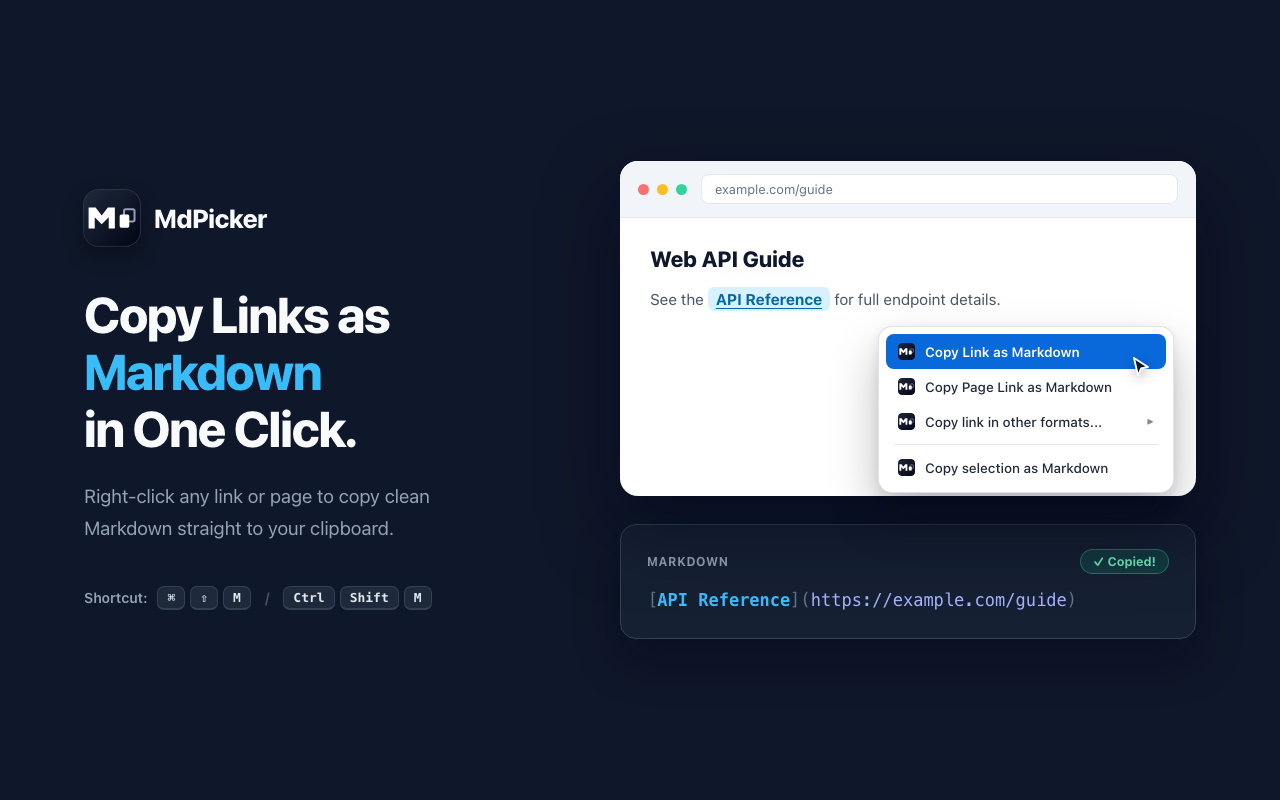 MdPicker
Copy Links as
Markdown
in One Click.
Right-click any link or page to copy clean
Markdown straight to your clipboard.
Shortcut: ⌘ ⇧ M / Ctrl Shift M
example.com/guide
Web API Guide
See the API Reference for full endpoint details.
Copy Link as Markdown
Copy Page Link as Markdown
Copy link in other formats... ▸
Copy selection as Markdown
MARKDOWN
✓ Copied!
[API Reference](https://example.com/guide)